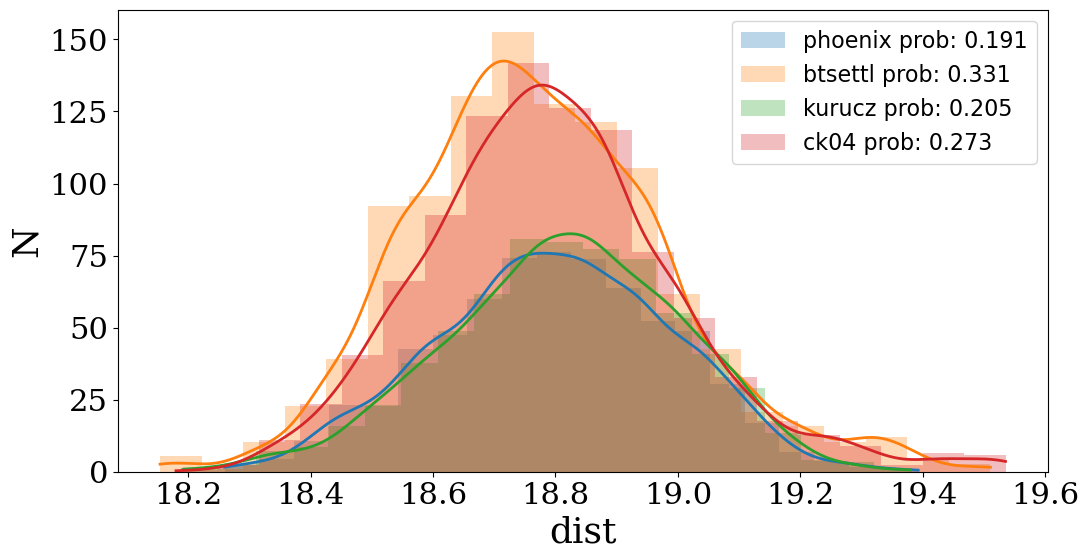 phoenix prob: 0.191
btsettl prob: 0.331
kurucz prob: 0.205
ck04 prob: 0.273
N
150
125
100
75
50
25
0
18.2 18.4 18.6 18.8 19.0 19.2 19.4 19.6
dist